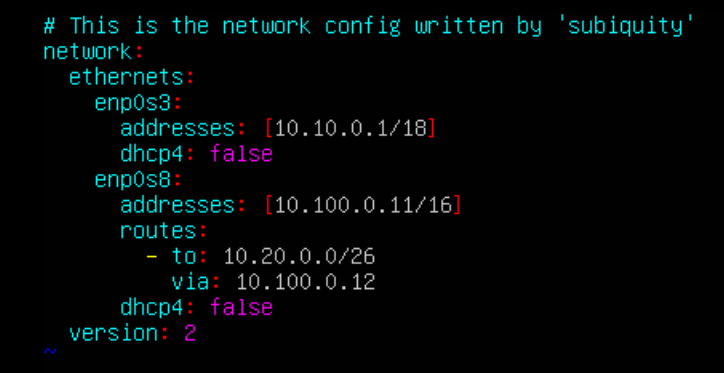 # This is the network config written by 'subiquity'
network:
  ethernets:
    enp0s3:
      addresses: [10.10.0.1/18]
      dhcp4: false
    enp0s8:
      addresses: [10.100.0.11/16]
      routes:
        - to: 10.20.0.0/26
          via: 10.100.0.12
      dhcp4: false
  version: 2
~